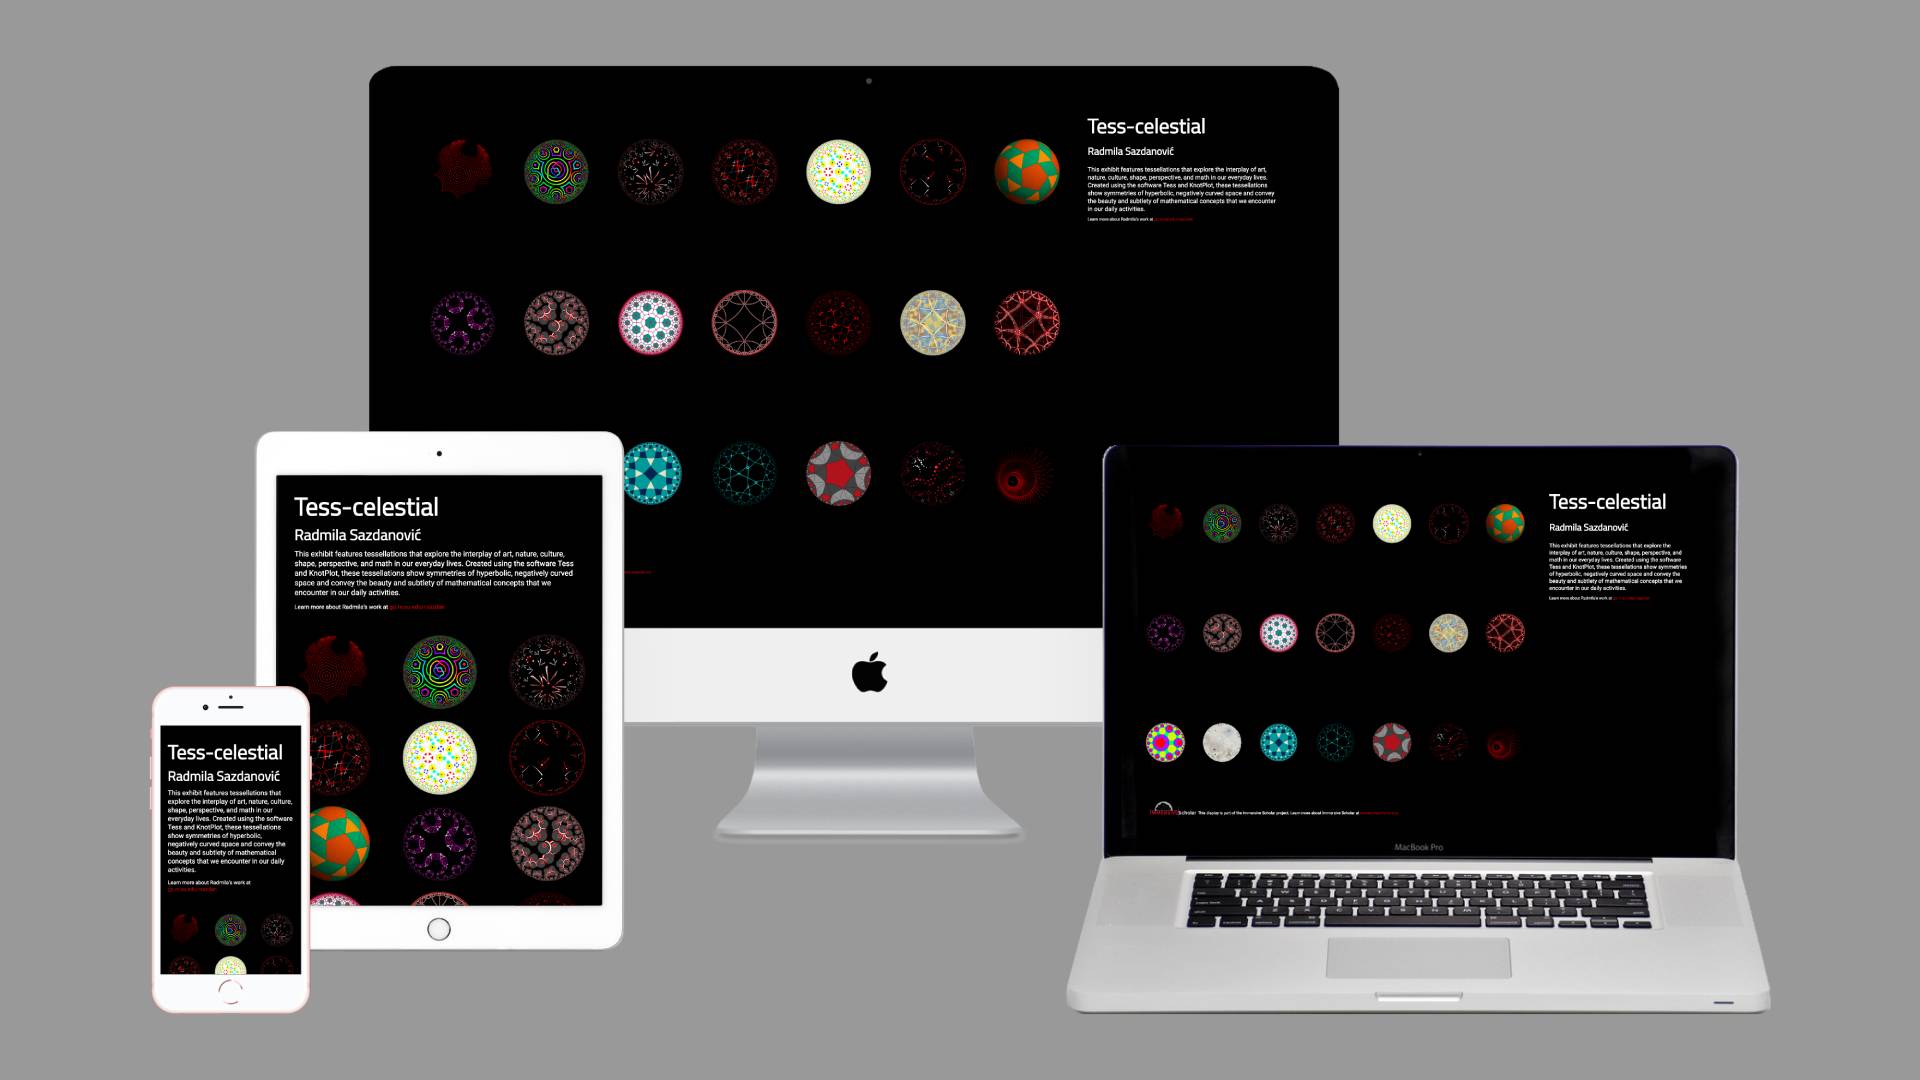 Tess-celestial
Radmila Sazdanović
This exhibit features tessellations that explore the interplay of art,
nature, culture, shape, perspective, and math in our everyday lives.
Created using the software Tess and KnotPlot, these tessellations
show symmetries of hyperbolic, negatively curved space and convey
the beauty and subtlety of mathematical concepts that we encounter
in our daily activities.
Learn more about Radmila's work at
Tess-celestial
Radmila Sazdanović
This exhibit features tessellations that explore the interplay of art, nature, culture,
shape, perspective, and math in our everyday lives. Created using the software Tess
and KnotPlot, these tessellations show symmetries of hyperbolic, negatively curved
space and convey the beauty and subtlety of mathematical concepts that we
encounter in our daily activities.
Learn more about Radmila's work at
Tess-celestial
Radmila Sazdanović
This exhibit features tessellations that
explore the interplay of art, nature, culture,
shape, perspective, and math in our
everyday lives. Created using the software
Tess and KnotPlot, these tessellations
show symmetries of hyperbolic,
negatively curved space and convey the
beauty and subtlety of mathematical
concepts that we encounter in our daily
activities.
Learn more about Radmila's work at
Tess-celestial
Radmila Sazdanović
This exhibit features tessellations that explore the
interplay of art, nature, culture, shape, perspective, and
math in our everyday lives. Created using the software
Tess and KnotPlot, these tessellations show symmetries
of hyperbolic, negatively curved space and convey the
beauty and subtlety of mathematical concepts that we
encounter in our daily activities.
Learn more about Radmila's work at
Scholar This display is part of the Immersive Scholar project. Learn more about Immersive Scholar at
MacBook Pro